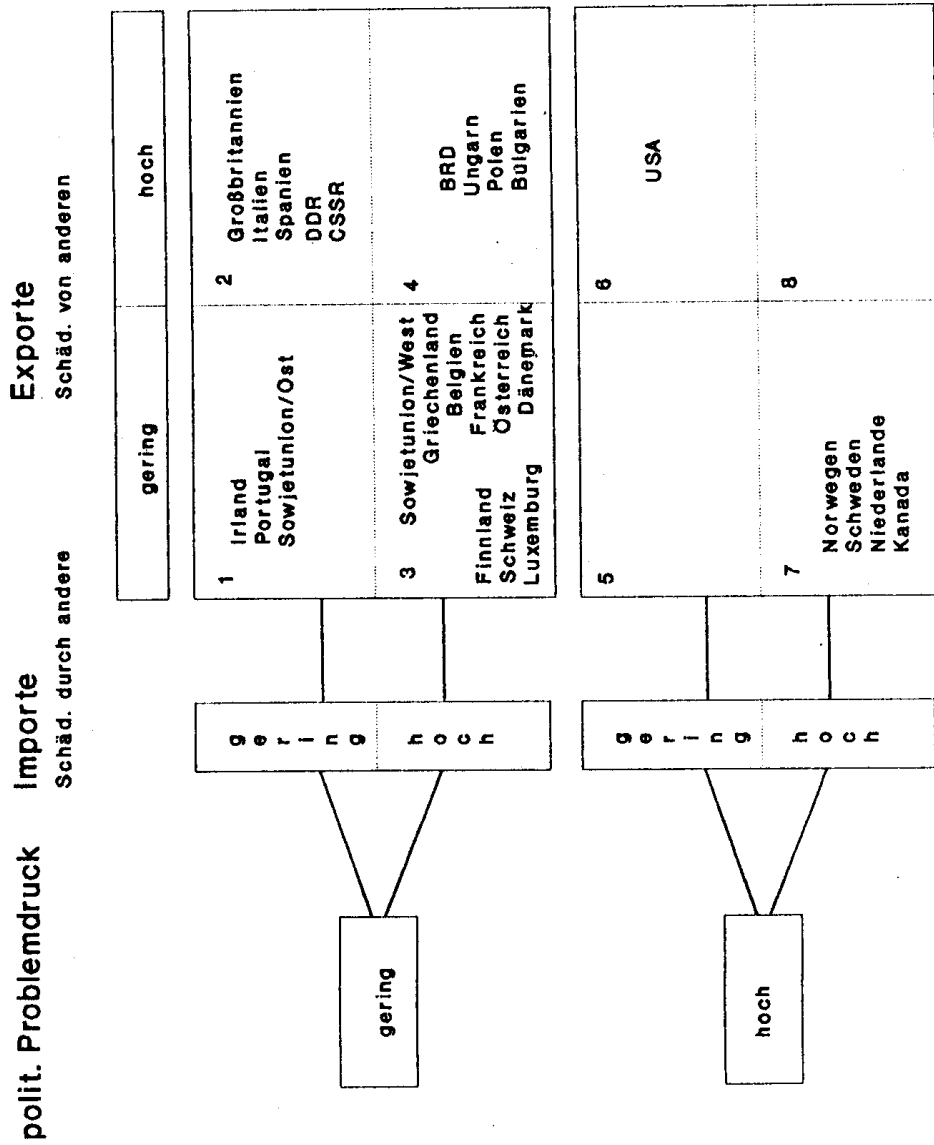 polit. Problemdruck
Importe
Schäd. durch andere
Exporte
Schäd. von anderen
gering
hoch
gering
gering
hoch
1
Irland
Portugal
Sowjetunion/Ost
2
Großbritannien
Italien
Spanien
DDR
CSSR
3
Sowjetunion/West
Griechenland
Belgien
Finnland Frankreich
Schweiz Österreich
Luxemburg Dänemark
4
BRD
Ungarn
Polen
Bulgarien
hoch
gering
hoch
5
6
USA
7
Norwegen
Schweden
Niederlande
Kanada
8